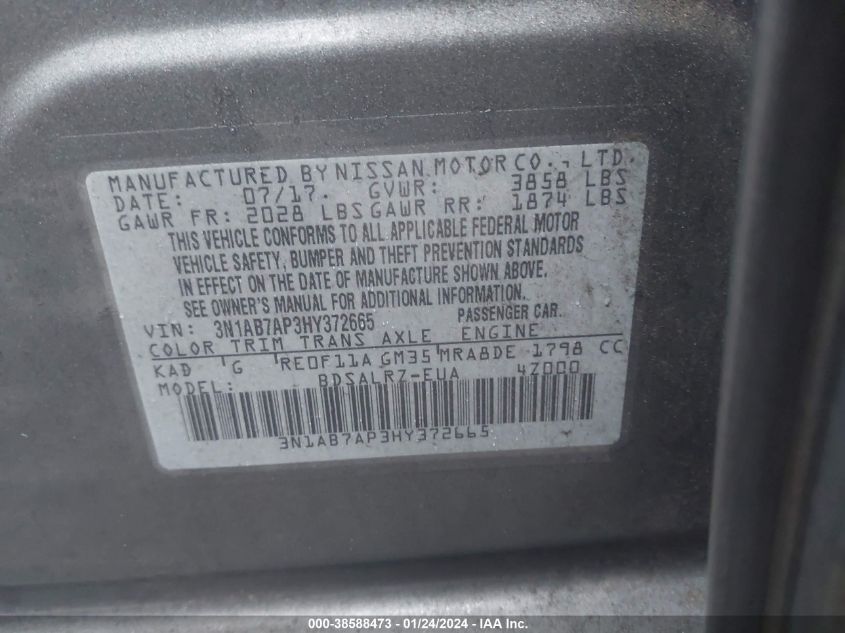 MANUFACTURED BY NISSAN MOTOR CO., LTD.
DATE: 07/17. GVWR: 3858 LBS
GAWR FR: 2028 LBS GAWR RR: 1874 LBS
THIS VEHICLE CONFORMS TO ALL APPLICABLE FEDERAL MOTOR
VEHICLE SAFETY, BUMPER AND THEFT PREVENTION STANDARDS
IN EFFECT ON THE DATE OF MANUFACTURE SHOWN ABOVE.
SEE OWNER'S MANUAL FOR ADDITIONAL INFORMATION.
VIN: 3N1AB7AP3HY372665 PASSENGER CAR.
COLOR TRIM TRANS AXLE ENGINE
KAD G RE0F11A GM35 MRA8DE 1798 CC
MODEL: BDSALRZ-EUA 4Z000
3N1AB7AP3HY372665
000-38588473 - 01/24/2024 - IAA Inc.